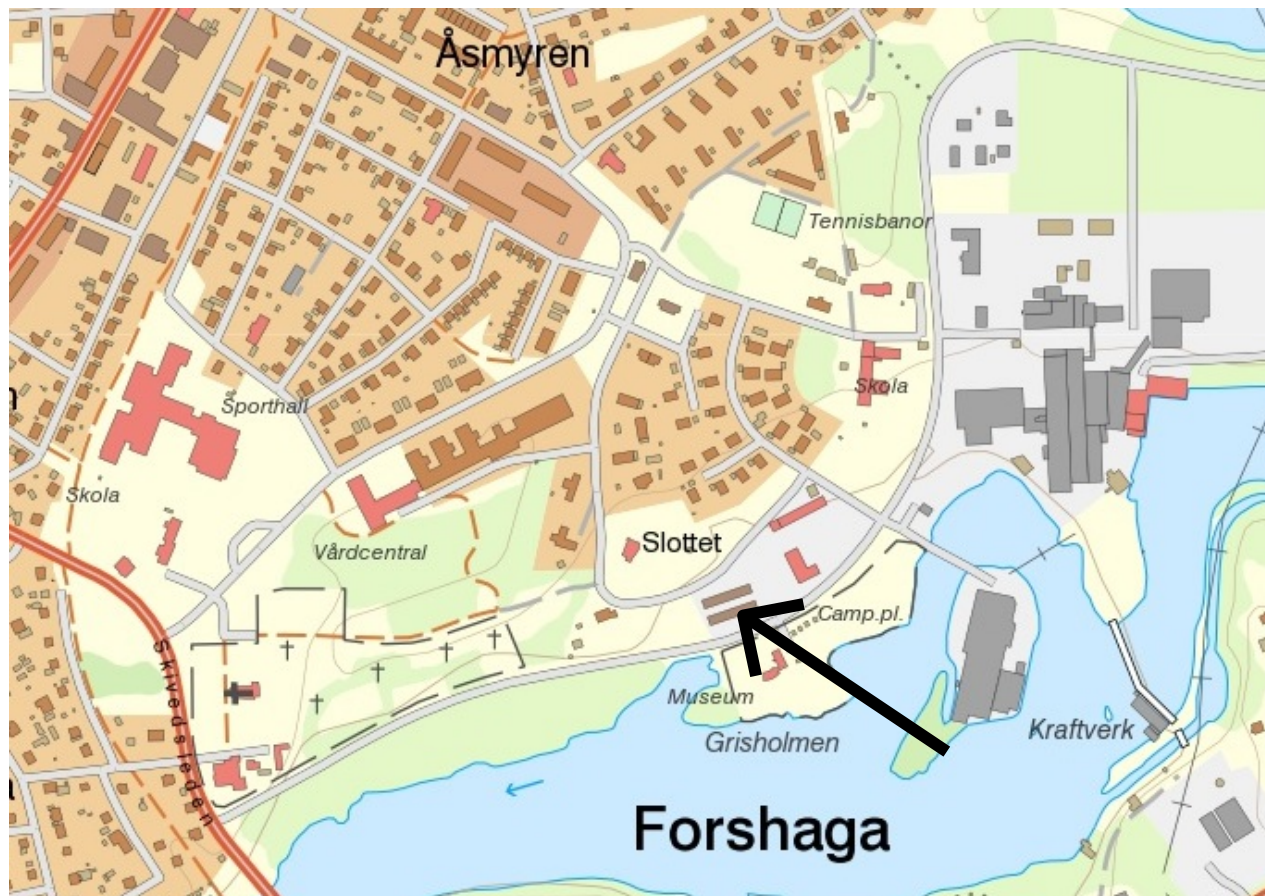 Åsmyren
Tennisbanor
Skola
Sporthall
Skola
Vårdcentral
Slottet
Camp.pl.
Museum
Grisholmen
Kraftverk
Skivedsleden
Forshaga